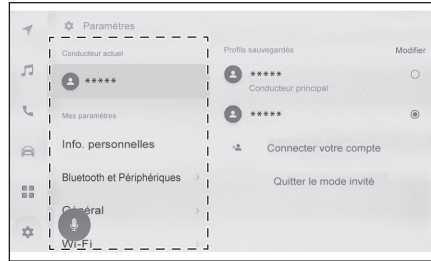 Paramètres
Conducteur actuel
*****
Mes paramètres
Info. personnelles
Bluetooth et Périphériques
Général
Wi-Fi
Profils sauvegardés
Modifier
*****
Conducteur principal
*****
Connecter votre compte
Quitter le mode invité